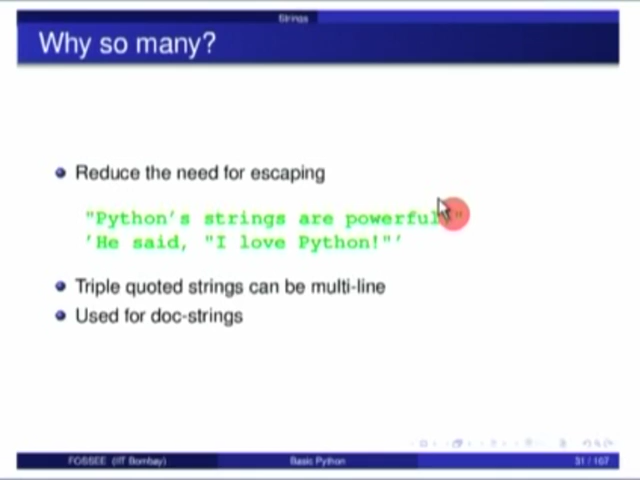 Strings
Why so many?
Reduce the need for escaping
"Python's strings are powerful!"
'He said, "I love Python!"'
Triple quoted strings can be multi-line
Used for doc-strings
FOSSEE (IIT Bombay)
Basic Python
31 / 167